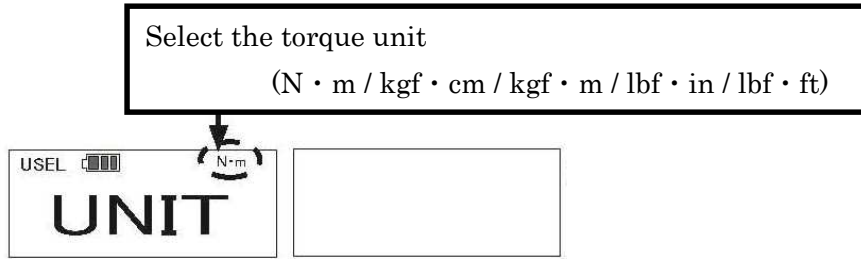 Select the torque unit
(N・m / kgf・cm / kgf・m / lbf・in / lbf・ft)
USEL N・m
UNIT